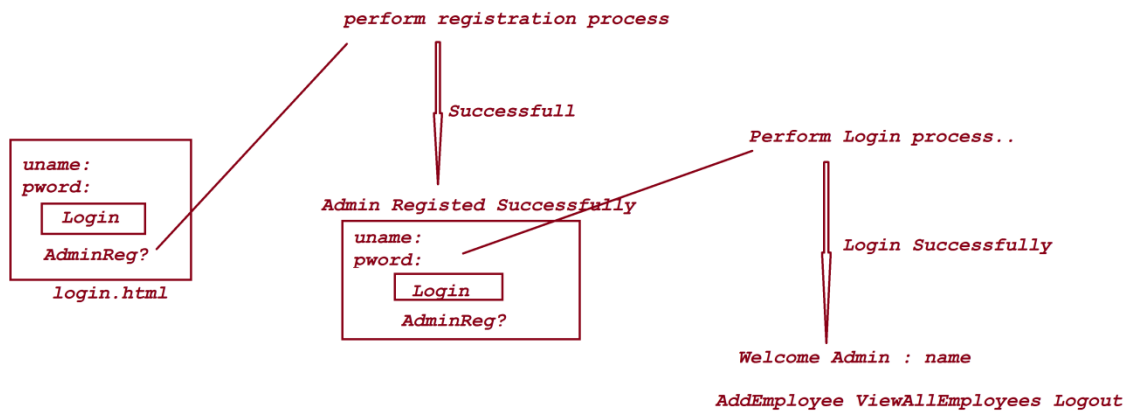 perform registration process
Successfull
uname:
pword:
Login
AdminReg?
login.html
Admin Registed Successfully
uname:
pword:
Login
AdminReg?
Perform Login process..
Login Successfully
Welcome Admin : name
AddEmployee ViewAllEmployees Logout